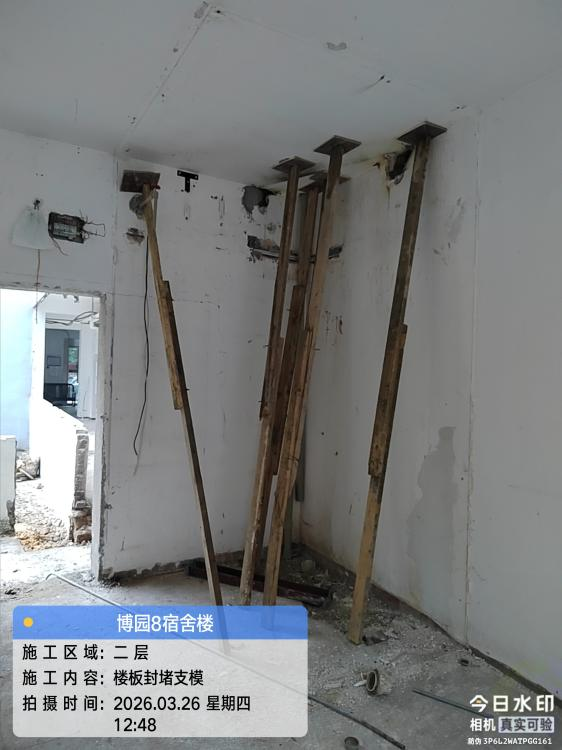 博园8宿舍楼
施工区域: 二层
施工内容: 楼板封堵支模
拍摄时间: 2026.03.26 星期四
12:48
今日水印
相机 真实可验
防伪 3P6L2WATPGG161